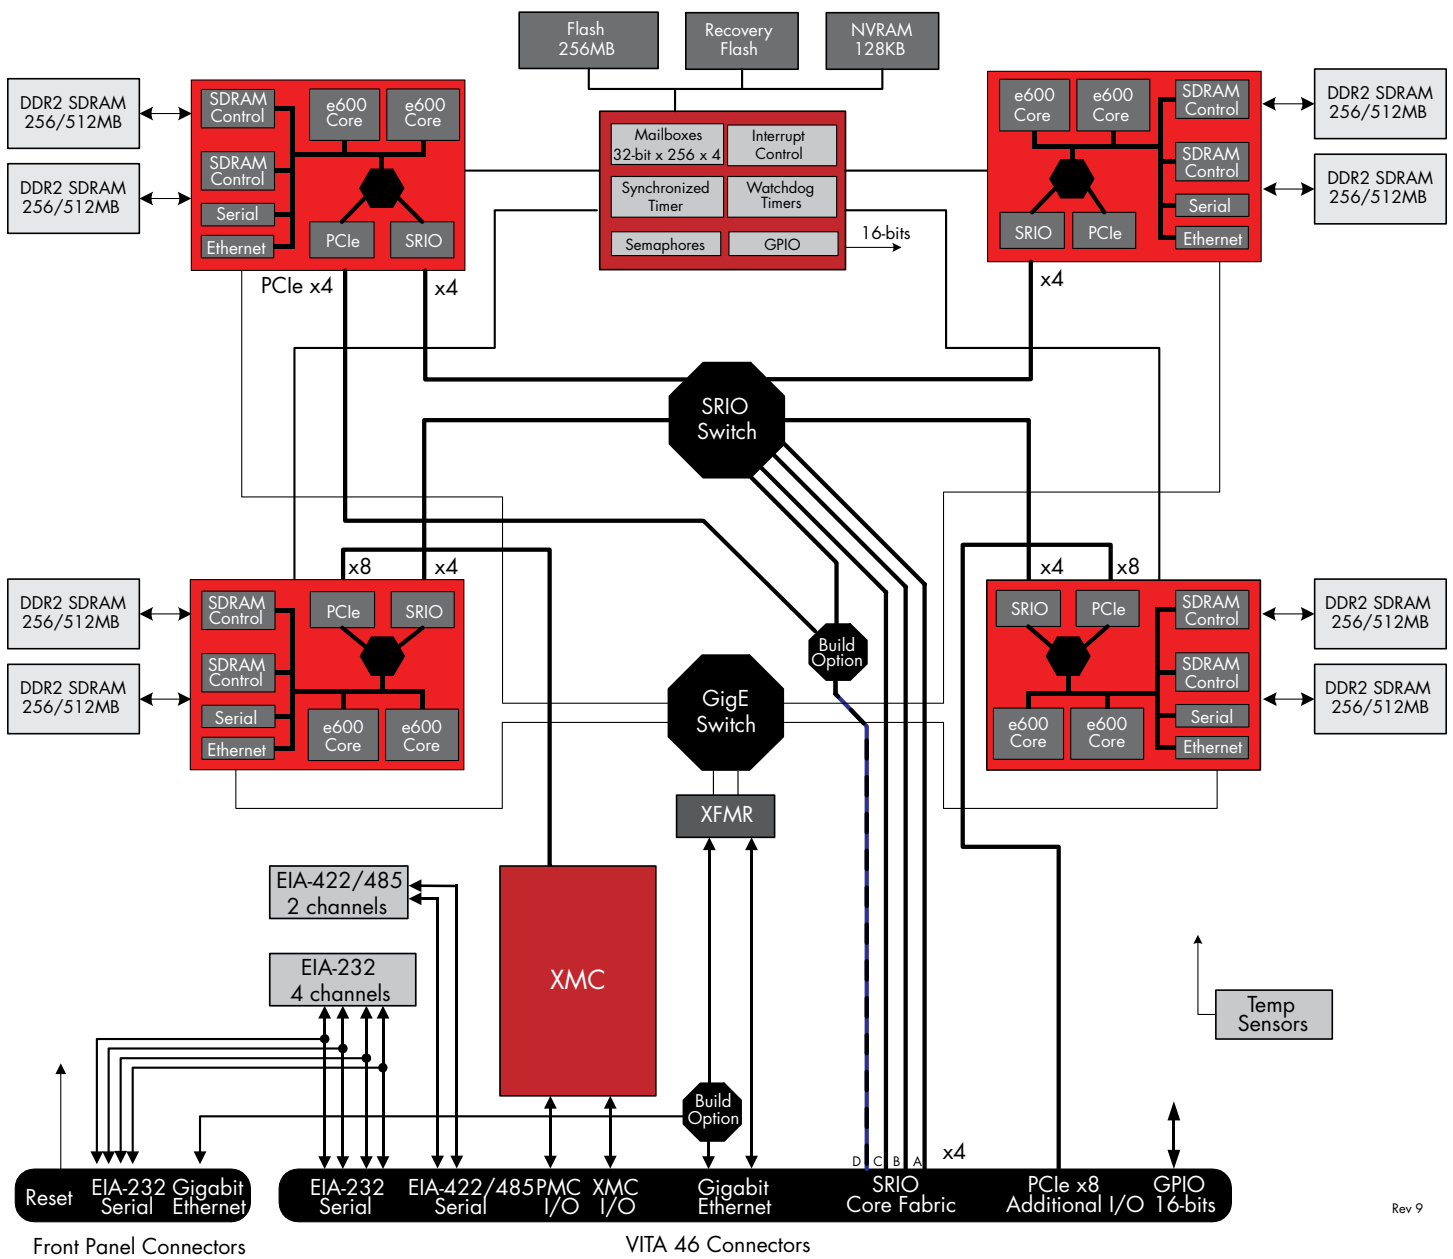 Flash
256MB
Recovery
Flash
NVRAM
128KB
DDR2 SDRAM
256/512MB
DDR2 SDRAM
256/512MB
SDRAM
Control
SDRAM
Control
Serial
Ethernet
e600
Core
e600
Core
PCIe
SRIO
Mailboxes
32-bit x 256 x 4
Interrupt
Control
Synchronized
Timer
Watchdog
Timers
Semaphores
GPIO
16-bits
e600
Core
e600
Core
SRIO
PCIe
SDRAM
Control
SDRAM
Control
Serial
Ethernet
DDR2 SDRAM
256/512MB
DDR2 SDRAM
256/512MB
PCIe x4
x4
x4
SRIO
Switch
x8
x4
x4
x8
DDR2 SDRAM
256/512MB
DDR2 SDRAM
256/512MB
SDRAM
Control
SDRAM
Control
Serial
Ethernet
PCIe
SRIO
e600
Core
e600
Core
Build
Option
GigE
Switch
XFMR
SRIO
PCIe
e600
Core
e600
Core
SDRAM
Control
SDRAM
Control
Serial
Ethernet
DDR2 SDRAM
256/512MB
DDR2 SDRAM
256/512MB
EIA-422/485
2 channels
EIA-232
4 channels
XMC
Temp
Sensors
Build
Option
D
C
B
A
x4
Reset
EIA-232
Serial
Gigabit
Ethernet
EIA-232
Serial
EIA-422/485
Serial
PMC
I/O
XMC
I/O
Gigabit
Ethernet
SRIO
Core Fabric
PCIe x8
Additional I/O
GPIO
16-bits
Rev 9
Front Panel Connectors
VITA 46 Connectors